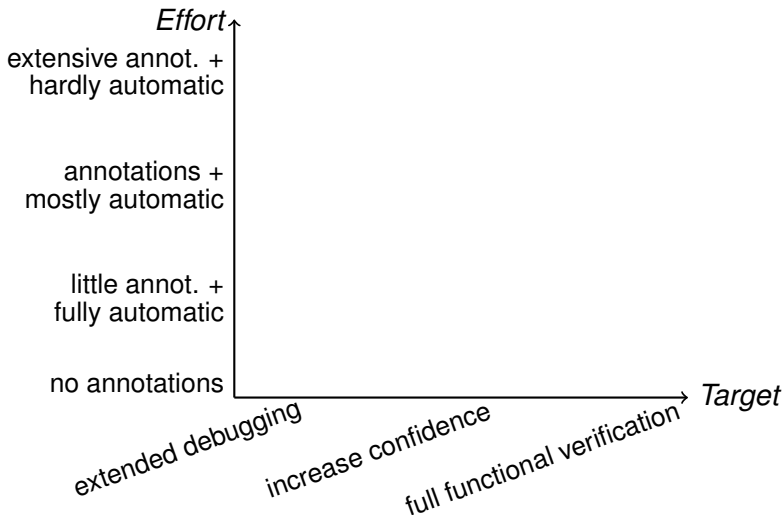 Effort
extensive annot. +
hardly automatic
annotations +
mostly automatic
little annot. +
fully automatic
no annotations
Target
extended debugging
increase confidence
full functional verification